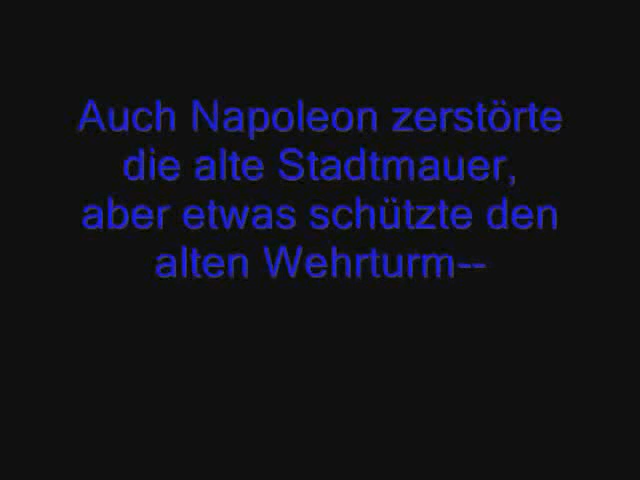 Auch Napoleon zerstörte
die alte Stadtmauer,
aber etwas schützte den
alten Wehrturm--